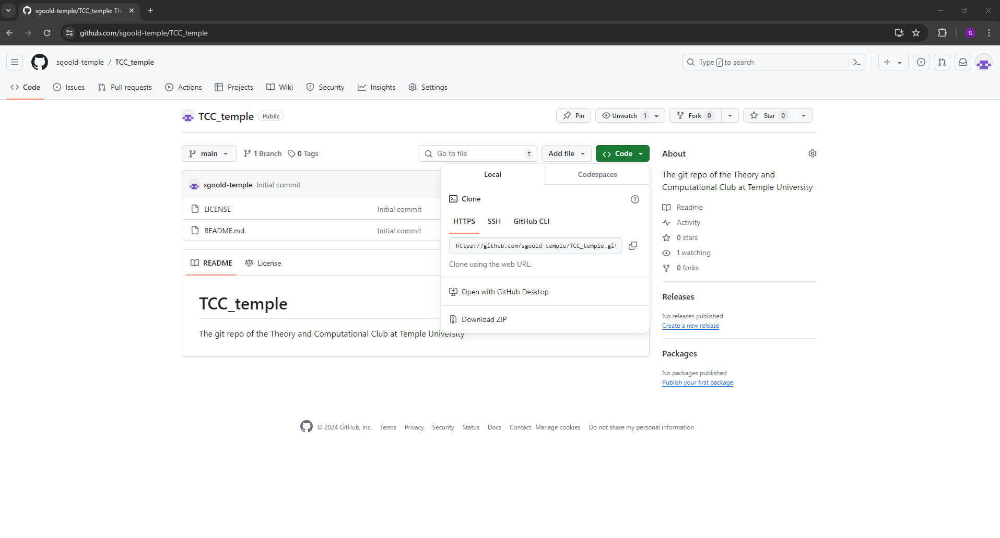 sgoold-temple/TCC_temple: Th
github.com/sgoold-temple/TCC_temple
S
sgoold-temple / TCC_temple
Type / to search
Code Issues Pull requests Actions Projects Wiki Security Insights Settings
TCC_temple Public
Pin Unwatch 1 Fork 0 Star 0
main 1 Branch 0 Tags Go to file t Add file Code
sgoold-temple Initial commit
LICENSE Initial commit
README.md Initial commit
README License
TCC_temple
The git repo of the Theory and Computational Club at Temple University
Local Codespaces
Clone
HTTPS SSH GitHub CLI
https://github.com/sgoold-temple/TCC_temple.git
Clone using the web URL.
Open with GitHub Desktop
Download ZIP
About
The git repo of the Theory and
Computational Club at Temple University
Readme
Activity
0 stars
1 watching
0 forks
Releases
No releases published
Create a new release
Packages
No packages published
Publish your first package
© 2024 GitHub, Inc. Terms Privacy Security Status Docs Contact Manage cookies Do not share my personal information